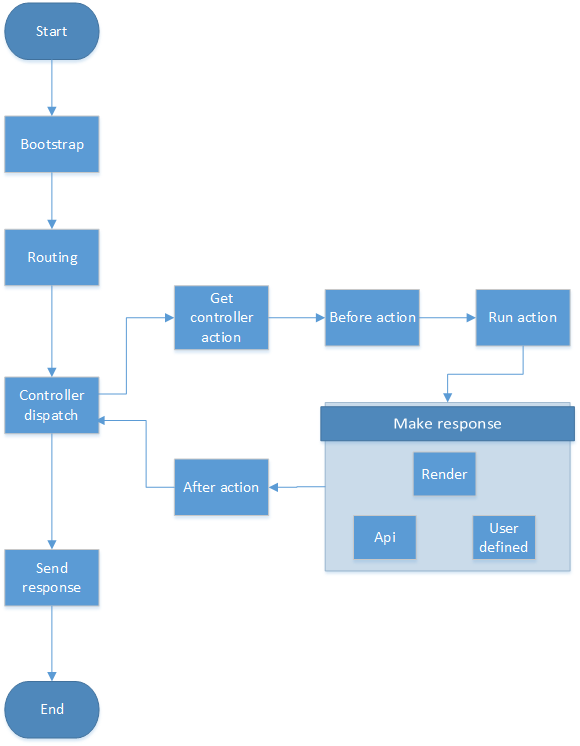 Start
Bootstrap
Routing
Get
controller
action
Before action
Run action
Controller
dispatch
Make response
Render
After action
Api
User
defined
Send
response
End